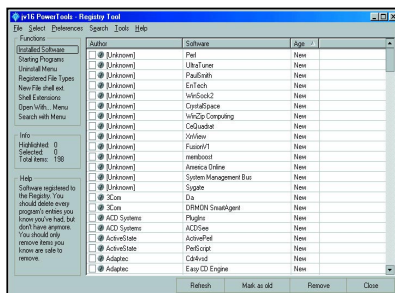 jv16 PowerTools - Registry Tool
File Select Preferences Search Tools Help
Functions
Installed Software
Starting Programs
Uninstall Menu
Registered File Types
New File shell ext.
Shell Extensions
Open With... Menu
Search with Menu
Info
Highlighted: 0
Selected: 0
Total items: 198
Help
Software registered to
the Registry. You
should delete every
program's entries you
know you've had, but
don't have anymore.
You should only
remove items you
know are safe to
remove.
Author Software Age
[Unknown] Perl New
[Unknown] UltraTuner New
[Unknown] PaulSmith New
[Unknown] EnTech New
[Unknown] WinSock2 New
[Unknown] CrystalSpace New
[Unknown] WinZip Computing New
[Unknown] CeQuadrat New
[Unknown] XnView New
[Unknown] FusionV1 New
[Unknown] memboost New
[Unknown] America Online New
[Unknown] System Management Bus New
[Unknown] Sygate New
3Com Da New
3Com DRMON SmartAgent New
ACD Systems PlugIns New
ACD Systems ACDSee New
ActiveState ActivePerl New
ActiveState PerlScript New
Adaptec Cdr4vsd New
Adaptec Easy CD Engine New
Refresh Mark as old Remove Close